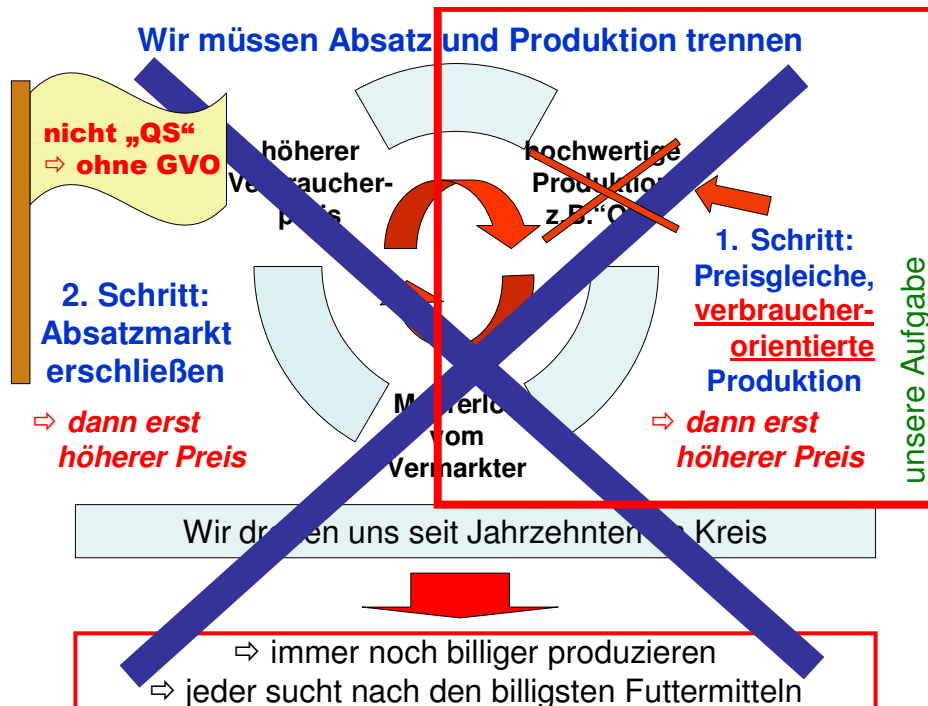 Wir müssen Absatz und Produktion trennen
nicht „QS“
⇨ ohne GVO
höherer
Verbraucher-
preis
hochwertige
Produktion
z.B.“
1. Schritt:
Preisgleiche,
verbraucher-
orientierte
Produktion
⇨ dann erst
höherer Preis
2. Schritt:
Absatzmarkt
erschließen
⇨ dann erst
höherer Preis
Mehrerlös
vom
Vermarkter
unsere Aufgabe
Wir drehen uns seit Jahrzehnten im Kreis
⇨ immer noch billiger produzieren
⇨ jeder sucht nach den billigsten Futtermitteln